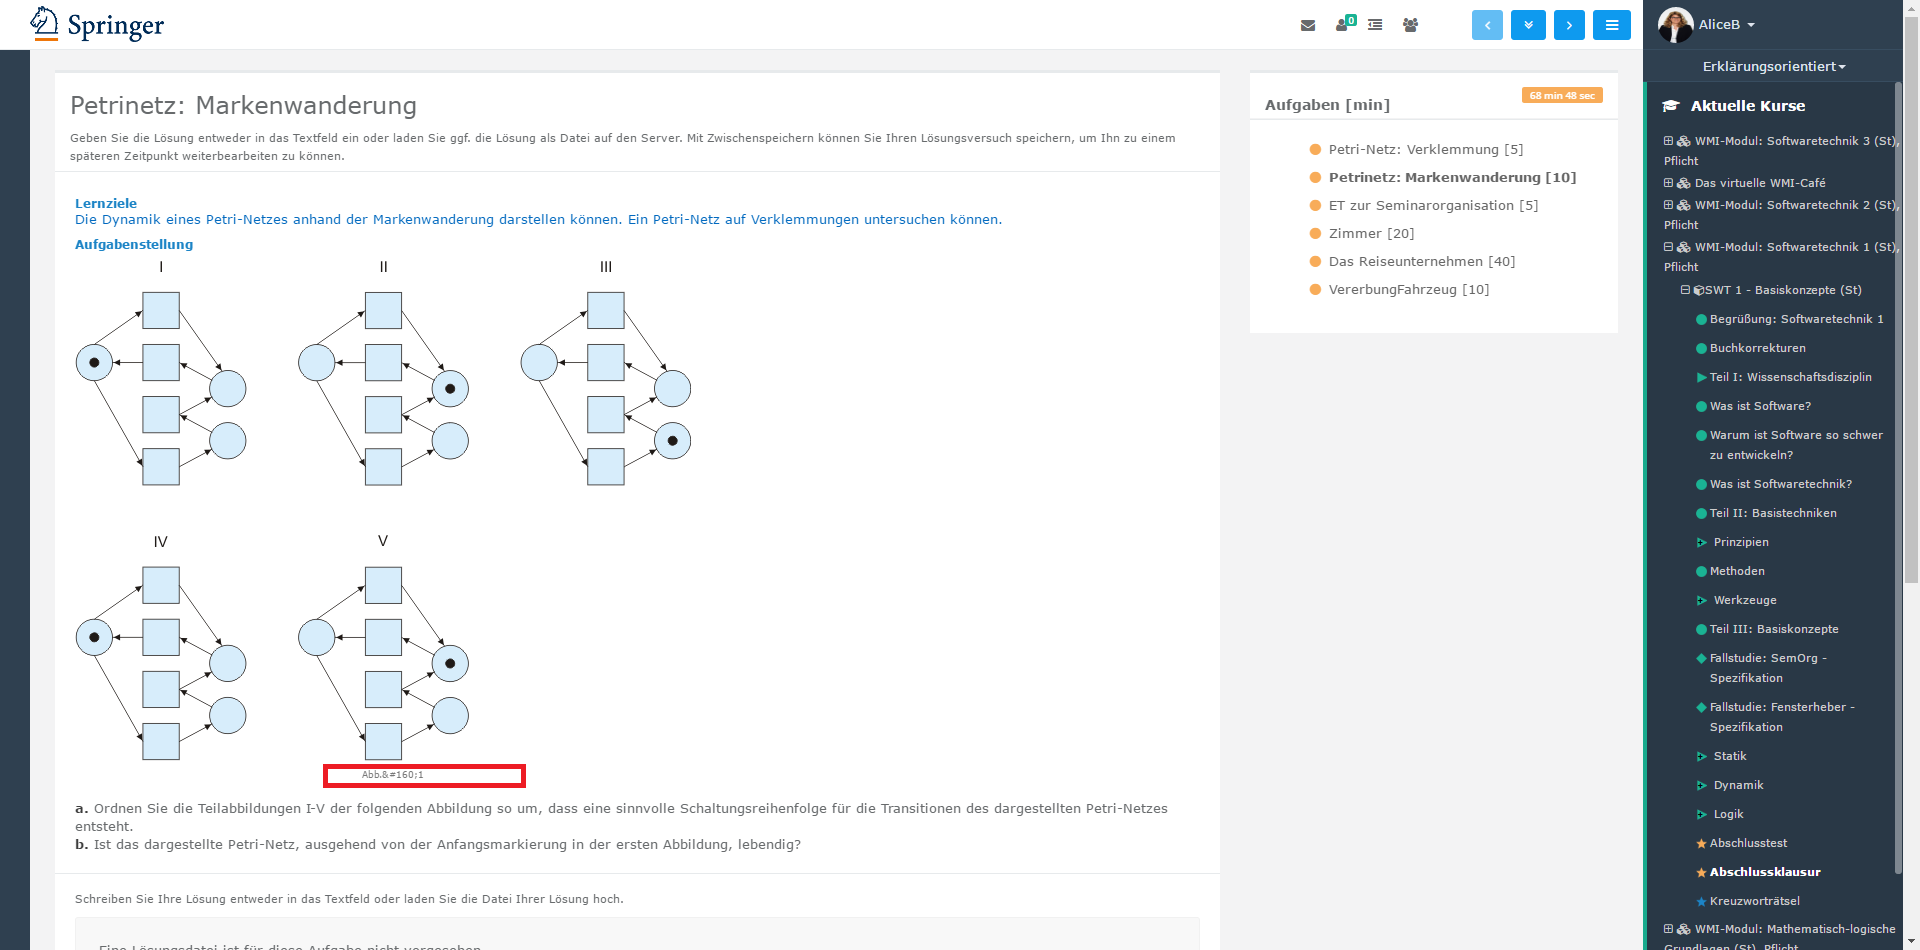 Springer
0
AliceB
Erklärungsorientiert
Petrinetz: Markenwanderung
Geben Sie die Lösung entweder in das Textfeld ein oder laden Sie ggf. die Lösung als Datei auf den Server. Mit Zwischenspeichern können Sie Ihren Lösungsversuch speichern, um Ihn zu einem
späteren Zeitpunkt weiterbearbeiten zu können.
Lernziele
Die Dynamik eines Petri-Netzes anhand der Markenwanderung darstellen können. Ein Petri-Netz auf Verklemmungen untersuchen können.
Aufgabenstellung
I
II
III
IV
V
Abb.&#160;1
a. Ordnen Sie die Teilabbildungen I-V der folgenden Abbildung so um, dass eine sinnvolle Schaltungsreihenfolge für die Transitionen des dargestellten Petri-Netzes
entsteht.
b. Ist das dargestellte Petri-Netz, ausgehend von der Anfangsmarkierung in der ersten Abbildung, lebendig?
Schreiben Sie Ihre Lösung entweder in das Textfeld oder laden Sie die Datei Ihrer Lösung hoch.
Eine Lösungsdatei ist für diese Aufgabe nicht vorgesehen
Aufgaben [min]
68 min 48 sec
Petri-Netz: Verklemmung [5]
Petrinetz: Markenwanderung [10]
ET zur Seminarorganisation [5]
Zimmer [20]
Das Reiseunternehmen [40]
VererbungFahrzeug [10]
Aktuelle Kurse
WMI-Modul: Softwaretechnik 3 (St),
Pflicht
Das virtuelle WMI-Café
WMI-Modul: Softwaretechnik 2 (St),
Pflicht
WMI-Modul: Softwaretechnik 1 (St),
Pflicht
SWT 1 - Basiskonzepte (St)
Begrüßung: Softwaretechnik 1
Buchkorrekturen
Teil I: Wissenschaftsdisziplin
Was ist Software?
Warum ist Software so schwer
zu entwickeln?
Was ist Softwaretechnik?
Teil II: Basistechniken
Prinzipien
Methoden
Werkzeuge
Teil III: Basiskonzepte
Fallstudie: SemOrg -
Spezifikation
Fallstudie: Fensterheber -
Spezifikation
Statik
Dynamik
Logik
Abschlusstest
Abschlussklausur
Kreuzworträtsel
WMI-Modul: Mathematisch-logische
Grundlagen (St), Pflicht